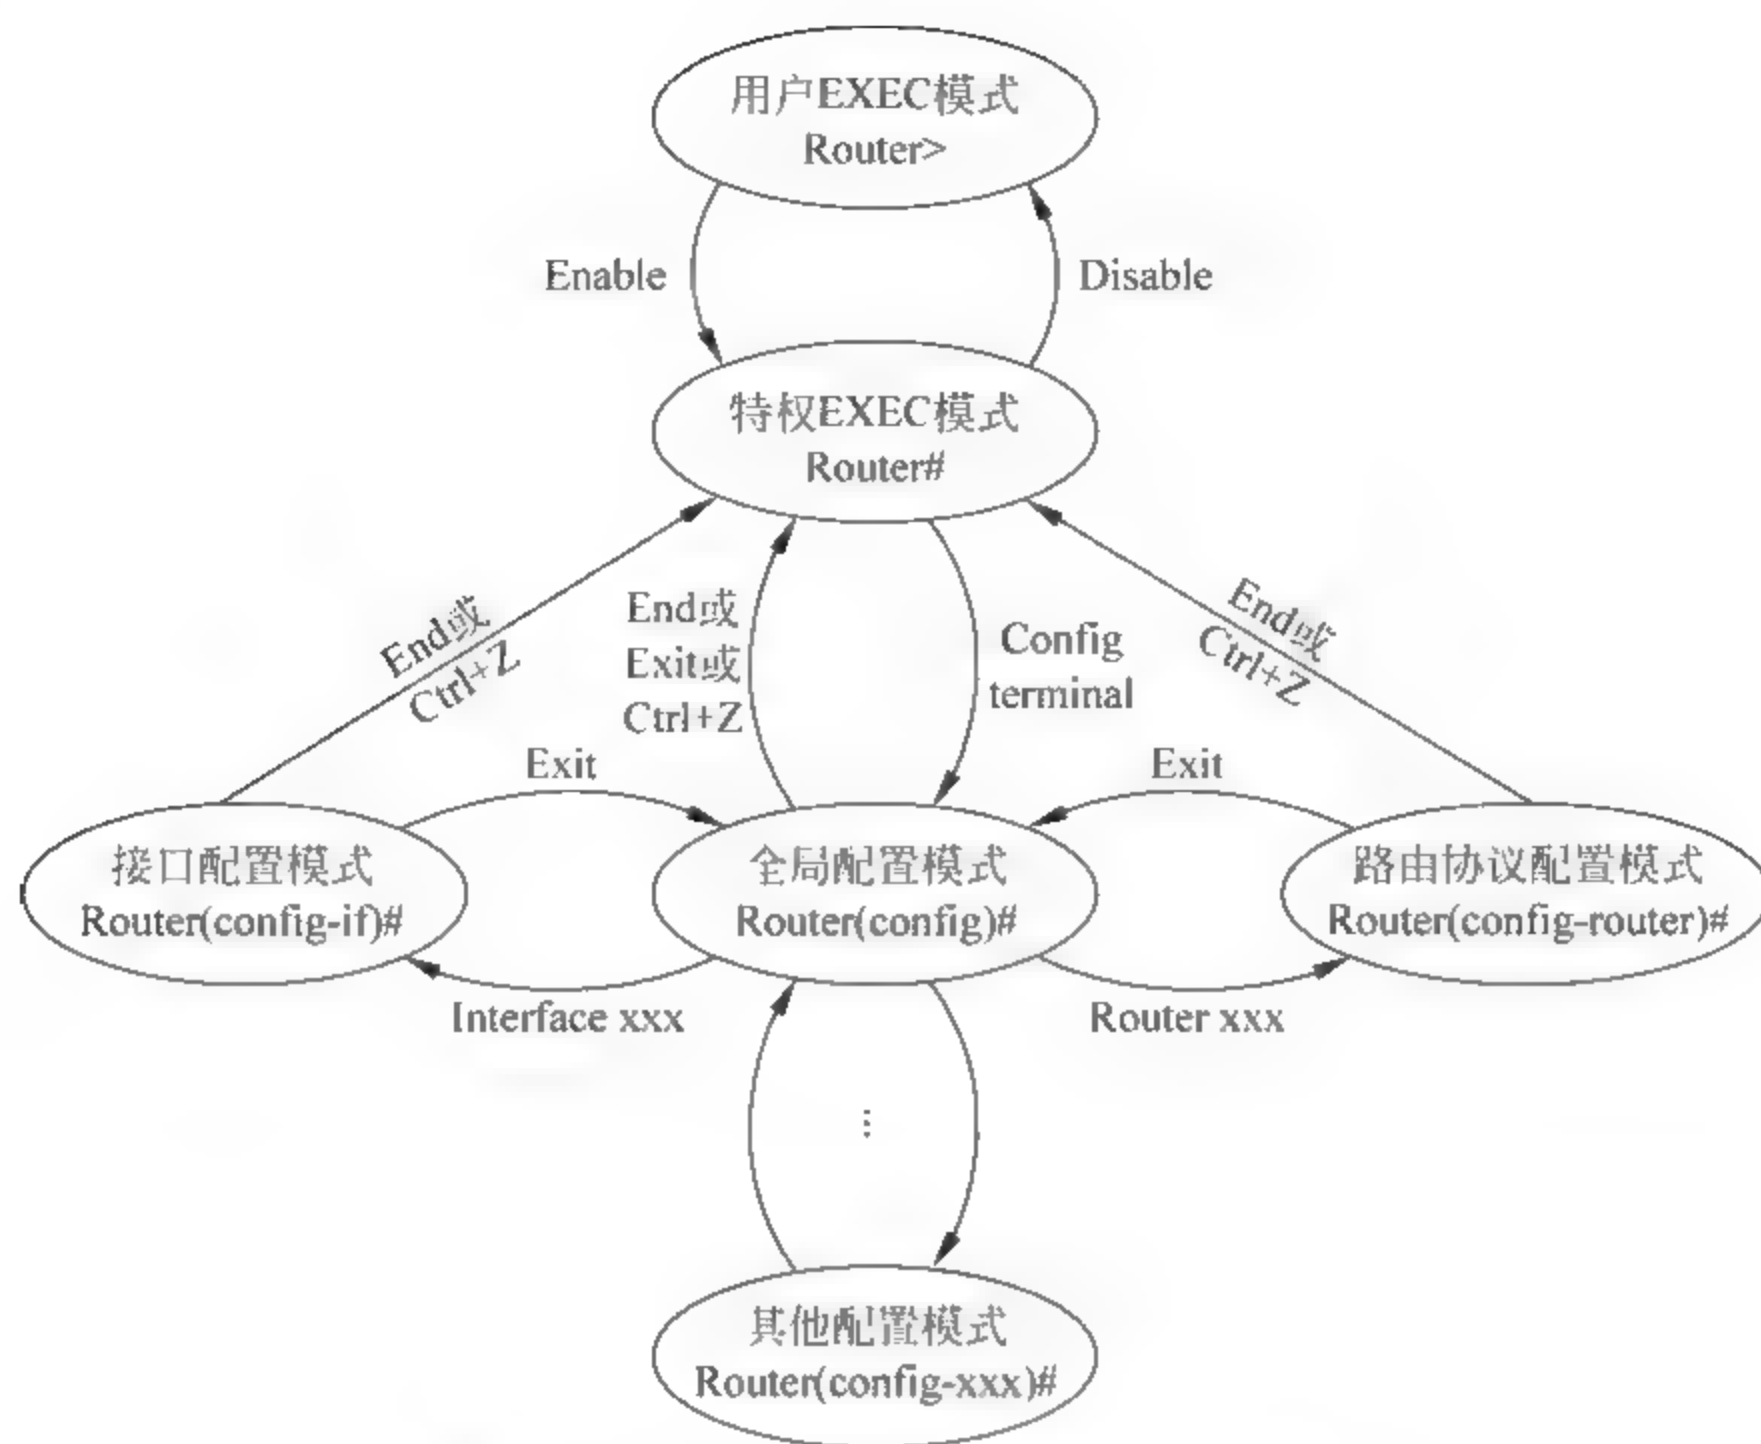 用户EXEC模式
Router>
Enable
Disable
特权EXEC模式
Router#
End或
Ctrl+Z
End或
Exit或
Ctrl+Z
Config
terminal
End或
Ctrl+Z
Exit
Exit
接口配置模式
Router(config-if)#
全局配置模式
Router(config)#
路由协议配置模式
Router(config-router)#
Interface xxx
Router xxx
⋮
其他配置模式
Router(config-xxx)#